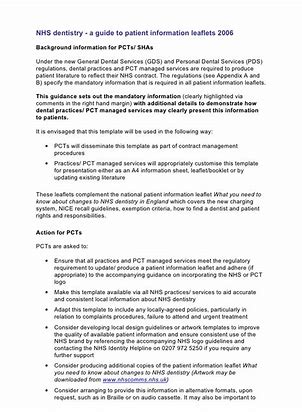 NHS dentistry - a guide to patient information leaflets 2006
Background information for PCTs/ SHAs
Under the new General Dental Services (GDS) and Personal Dental Services (PDS)
regulations, dental practices and PCT managed services are required to produce
patient literature to reflect their NHS contract. The regulations (see Appendix A and
B) specify the mandatory information that is required in all patient information leaflets.
This guidance sets out the mandatory information (clearly highlighted via
comments in the right hand margin) with additional details to demonstrate how
dental practices/ PCT managed services may clearly present this information
to patients.
It is envisaged that this template will be used in the following way:
• PCTs will disseminate this template as part of contract management
procedures
• Practices/ PCT managed services will appropriately customise this template for
presentation either as an A4 information sheet, leaflet/booklet or by
updating existing literature
These leaflets complement the national patient information leaflet What you need to
know about changes to NHS dentistry in England which covers the new charging
system, NICE recall guidelines, exemption criteria, how to find a dentist and patient
rights and responsibilities.
Action for PCTs
PCTs are asked to:
• Ensure that all practices and PCT managed services meet the regulatory
requirement to update/ produce a patient information leaflet and adhere (if
appropriate) to the accompanying guidance on incorporating the NHS or PCT
logo
• Make this template available via all NHS practices/ services to aid accurate
and consistent local information about NHS dentistry
• Adapt this template to include any locally-agreed policies, particularly in
relation to complaints procedures, failure to attend and urgent treatment
• Consider developing local design guidelines or artwork templates to improve
the quality of available patient information and ensure consistent use of the
NHS brand by referencing the accompanying NHS logo guidelines and
contacting the NHS Identity Helpline on 0207 972 5250 if you require any
further support
• Consider producing additional copies of the patient information leaflet What
you need to know about changes to NHS dentistry (Artwork may be
downloaded from www.nhscomms.nhs.uk)
• Consider arranging to provide this information in alternative formats, upon
request, such as in Braille or on audio cassette. It may also be important to